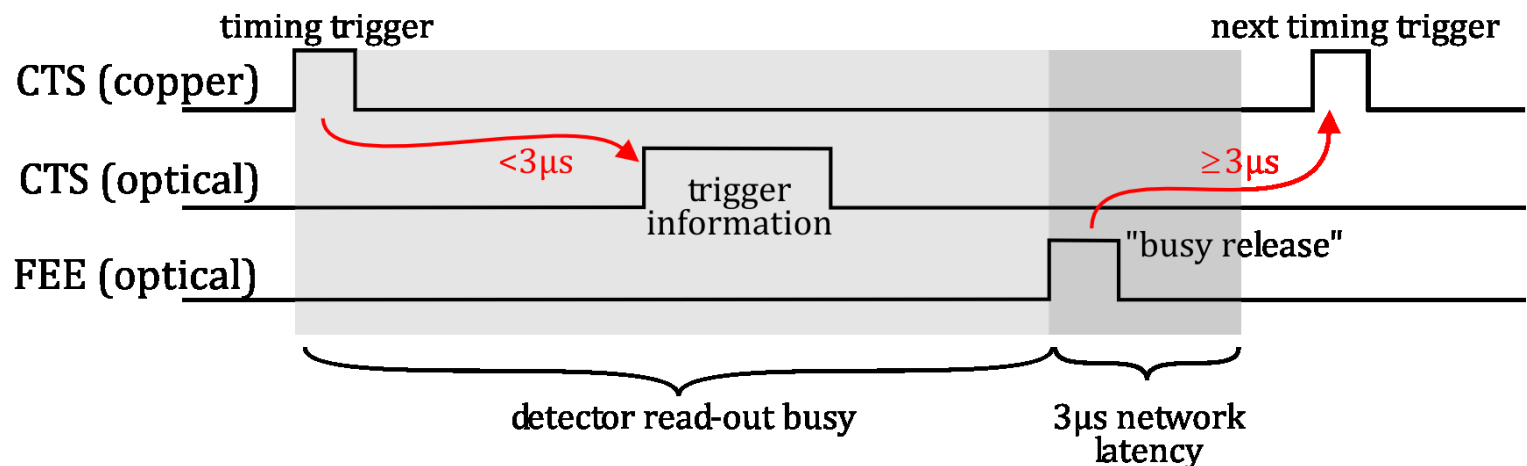 timing trigger
next timing trigger
CTS (copper)
<3μs
≥3μs
CTS (optical)
trigger
information
"busy release"
FEE (optical)
detector read-out busy
3μs network
latency